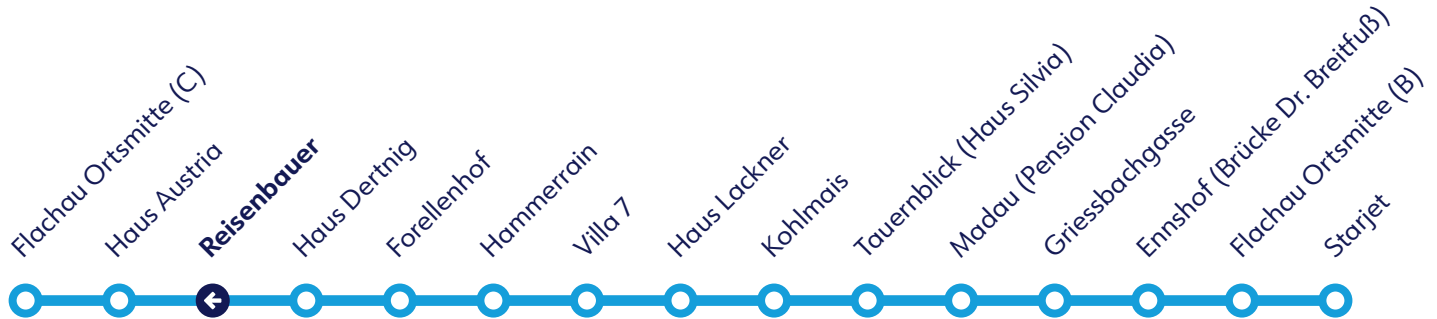 Flachau Ortsmitte (C)
Haus Austria
Reisenbauer
Haus Dertnig
Forellenhof
Hammerrain
Villa 7
Haus Lackner
Kohlmais
Tauernblick (Haus Silvia)
Madau (Pension Claudia)
Griessbachgasse
Ennshof (Brücke Dr. Breitfuß)
Flachau Ortsmitte (B)
Starjet